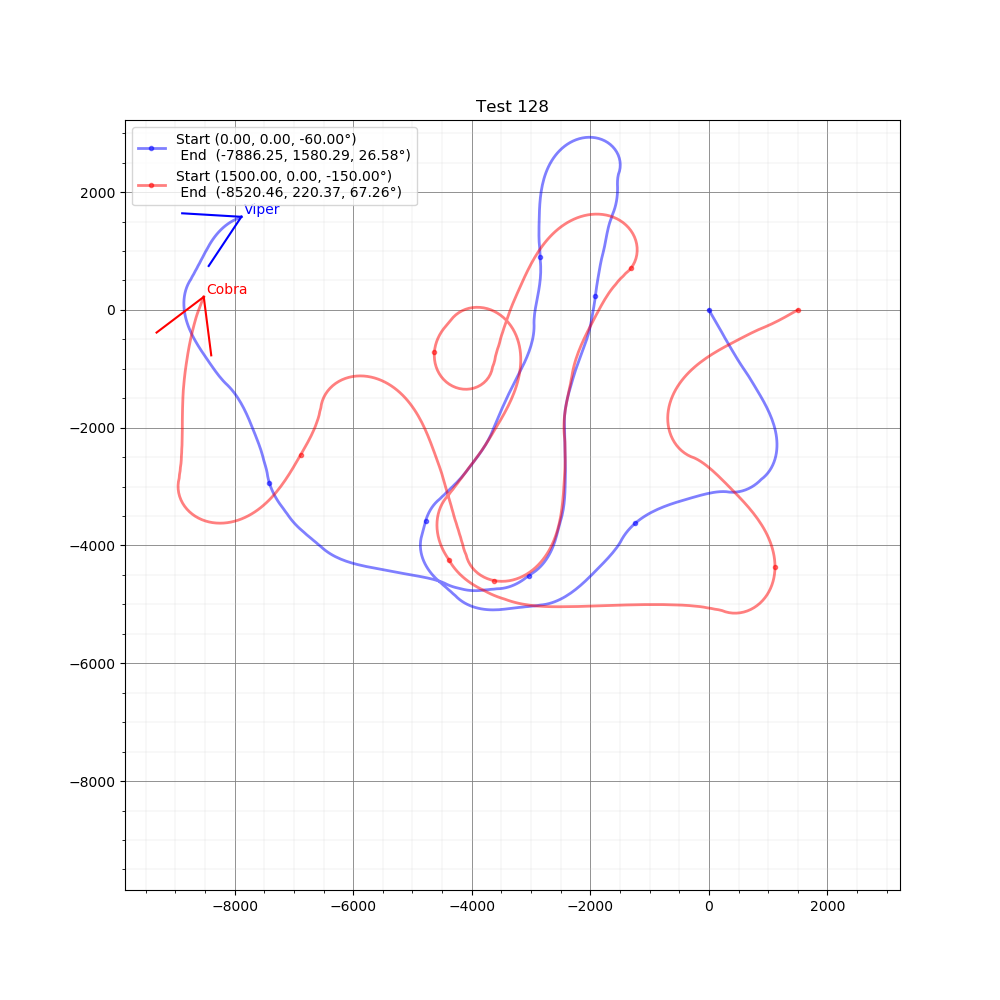 Test 128
Start (0.00, 0.00, -60.00°)
End  (-7886.25, 1580.29, 26.58°)
Start (1500.00, 0.00, -150.00°)
End  (-8520.46, 220.37, 67.26°)
Viper
Cobra
2000
0
−2000
−4000
−6000
−8000
−8000 −6000 −4000 −2000 0 2000